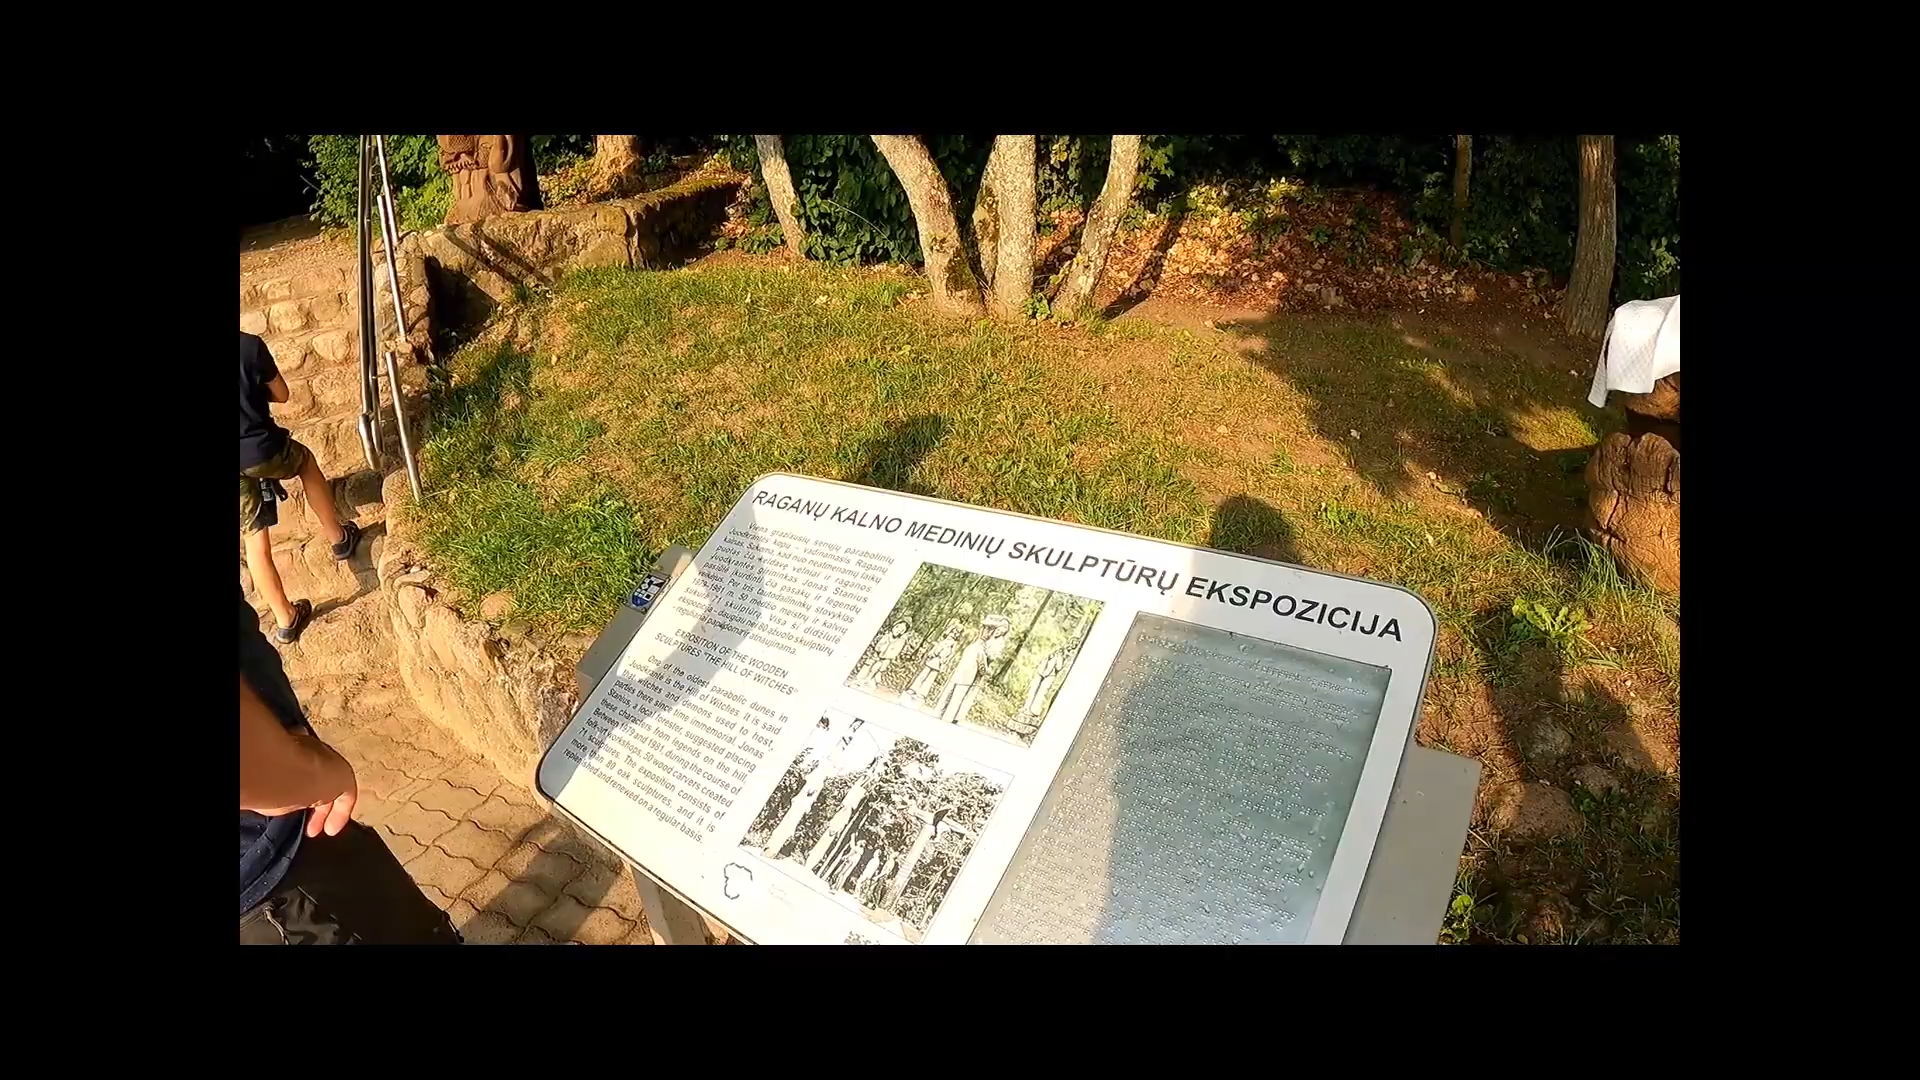 RAGANŲ KALNO MEDINIŲ SKULPTŪRŲ EKSPOZICIJA
Viena gražiausių senųjų parabolinių
Juodkrantės kopų – vadinamasis Raganų
kalnas. Sakoma, kad nuo neatmenamų laikų
puotas čia keldavę velniai ir raganos.
Juodkrantės girininkas Jonas Stanius
pasiūlė įkurdinti čia pasakų ir legendų
veikėjus. Per tris tautodailininkų stovyklas
1979–1981 m. 50 medžio meistrų ir kalvių
sukūrė 71 skulptūrą. Visa ši didžiulė
ekspozicija – daugiau nei 80 ąžuolo skulptūrų
– reguliariai papildoma ir atnaujinama.
EXPOSITION OF THE WOODEN
SCULPTURES "THE HILL OF WITCHES"
One of the oldest parabolic dunes in
Juodkrantė is the Hill of Witches. It is said
that witches and demons used to host
parties there since time immemorial. Jonas
Stanius, a local forester, suggested placing
these characters from legends on the hill.
Between 1979 and 1981, during the course of
folk-art workshops, 50 wood carvers created
71 sculptures. The exposition consists of
more than 80 oak sculptures, and it is
replenished and renewed on a regular basis.